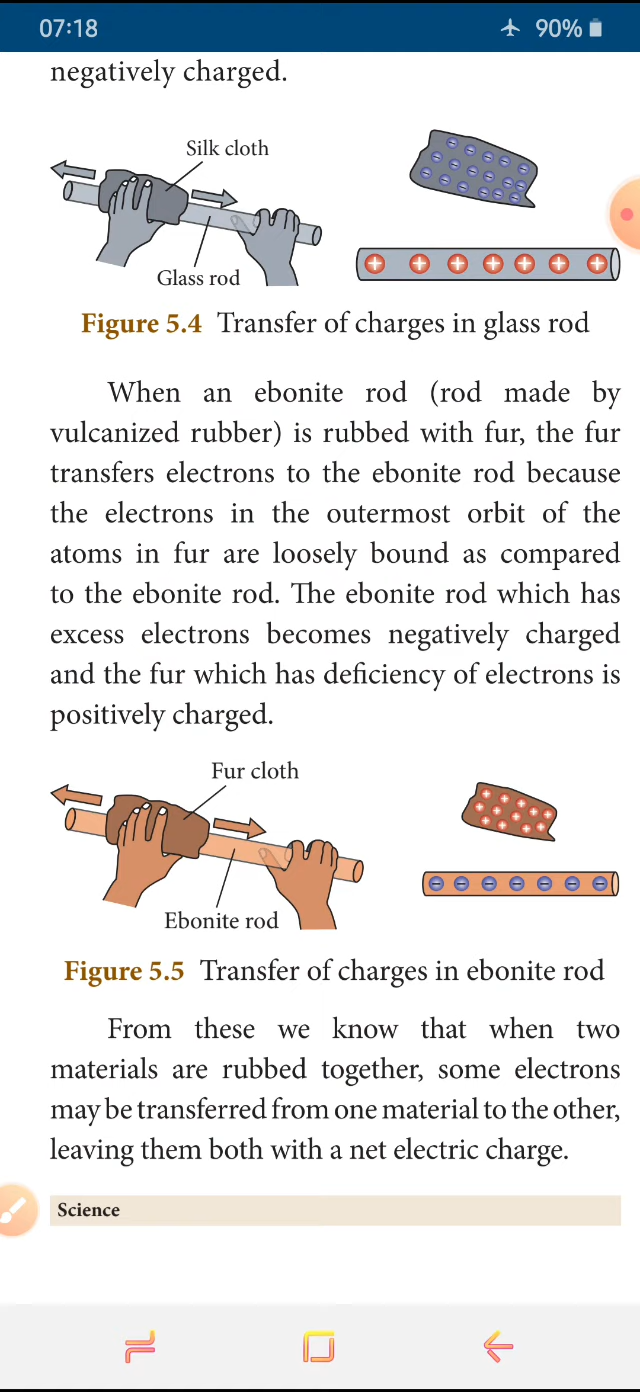 07:18
90%
negatively charged.
Silk cloth
Glass rod
Figure 5.4 Transfer of charges in glass rod
When an ebonite rod (rod made by
vulcanized rubber) is rubbed with fur, the fur
transfers electrons to the ebonite rod because
the electrons in the outermost orbit of the
atoms in fur are loosely bound as compared
to the ebonite rod. The ebonite rod which has
excess electrons becomes negatively charged
and the fur which has deficiency of electrons is
positively charged.
Fur cloth
Ebonite rod
Figure 5.5 Transfer of charges in ebonite rod
From these we know that when two
materials are rubbed together, some electrons
may be transferred from one material to the other,
leaving them both with a net electric charge.
Science